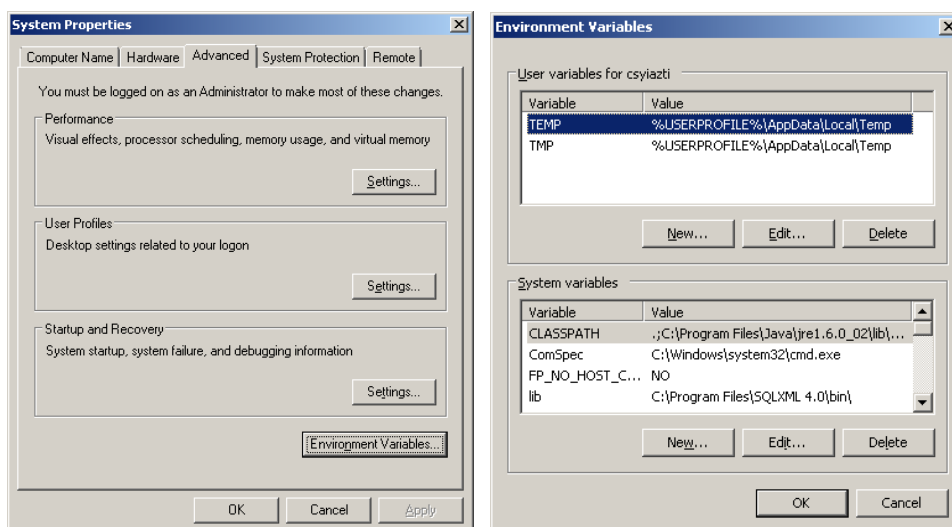 System Properties
Computer Name Hardware Advanced System Protection Remote
You must be logged on as an Administrator to make most of these changes.
Performance
Visual effects, processor scheduling, memory usage, and virtual memory
Settings...
User Profiles
Desktop settings related to your logon
Settings...
Startup and Recovery
System startup, system failure, and debugging information
Settings...
Environment Variables...
OK Cancel Apply
Environment Variables
User variables for csyiazti
Variable Value
TEMP %USERPROFILE%\AppData\Local\Temp
TMP %USERPROFILE%\AppData\Local\Temp
New... Edit... Delete
System variables
Variable Value
CLASSPATH .;C:\Program Files\Java\jre1.6.0_02\lib\...
ComSpec C:\Windows\system32\cmd.exe
FP_NO_HOST_C... NO
lib C:\Program Files\SQLXML 4.0\bin\
New... Edit... Delete
OK Cancel